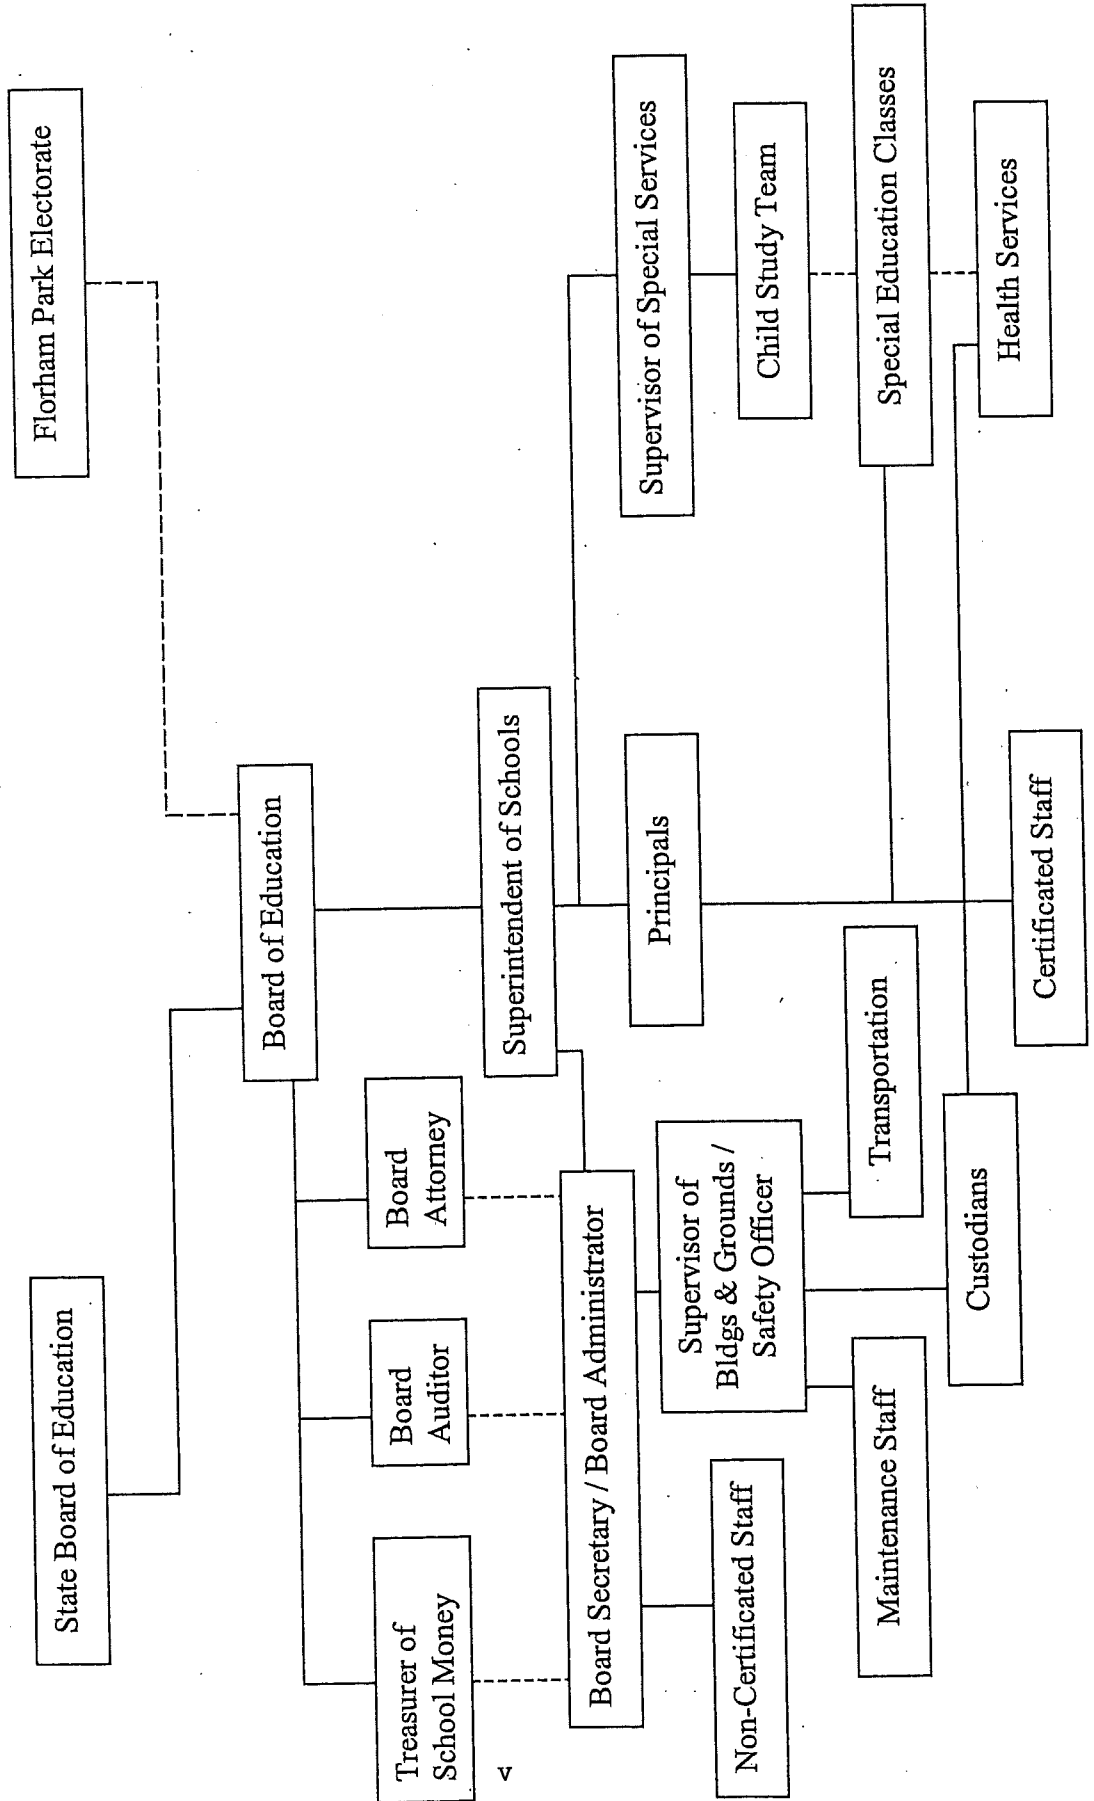 State Board of Education
Florham Park Electorate
Board of Education
Treasurer of
School Money
Board
Auditor
Board
Attorney
Superintendent of Schools
Board Secretary / Board Administrator
Principals
Supervisor of Special Services
Non-Certificated Staff
Supervisor of
Bldgs & Grounds /
Safety Officer
Child Study Team
Maintenance Staff
Transportation
Special Education Classes
Custodians
Certificated Staff
Health Services
v